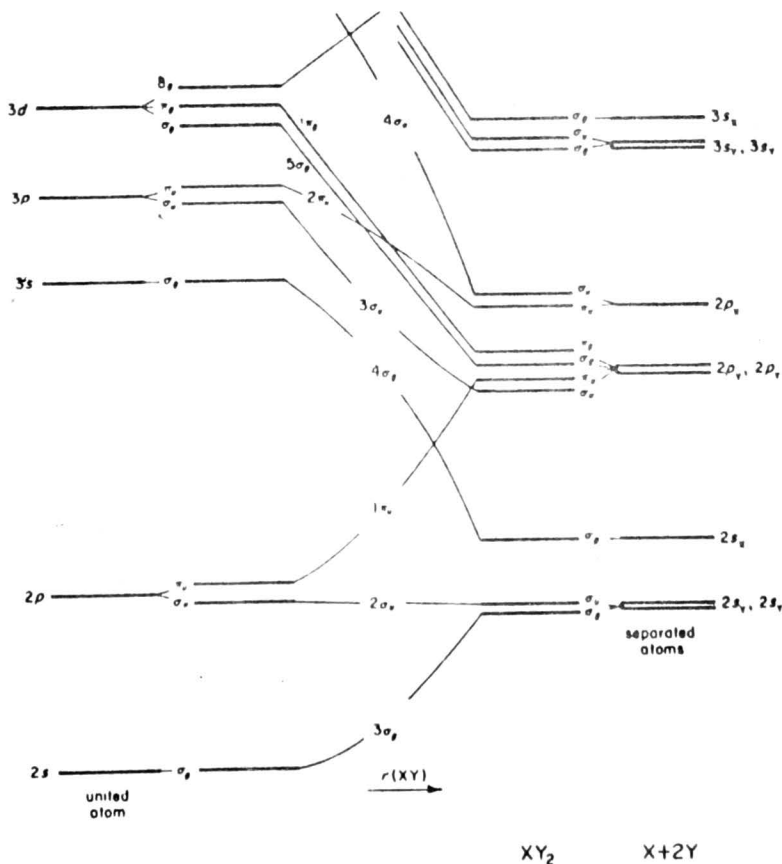 δg
3d πg
σg
1πg
5σg
4σu
σg 3sX
σu
σg 3sY, 3sY
3p πu
σu
2πu
3s σg
3σu
4σg
σu
πu 2pX
πg
σg
πu 2pY, 2pY
σu
1πu
σg 2sX
2p πu
σu
2σu
σu
σg 2sY, 2sY
separated
atoms
3σg
2s σg
united
atom
r(XY)
XY2 X+2Y